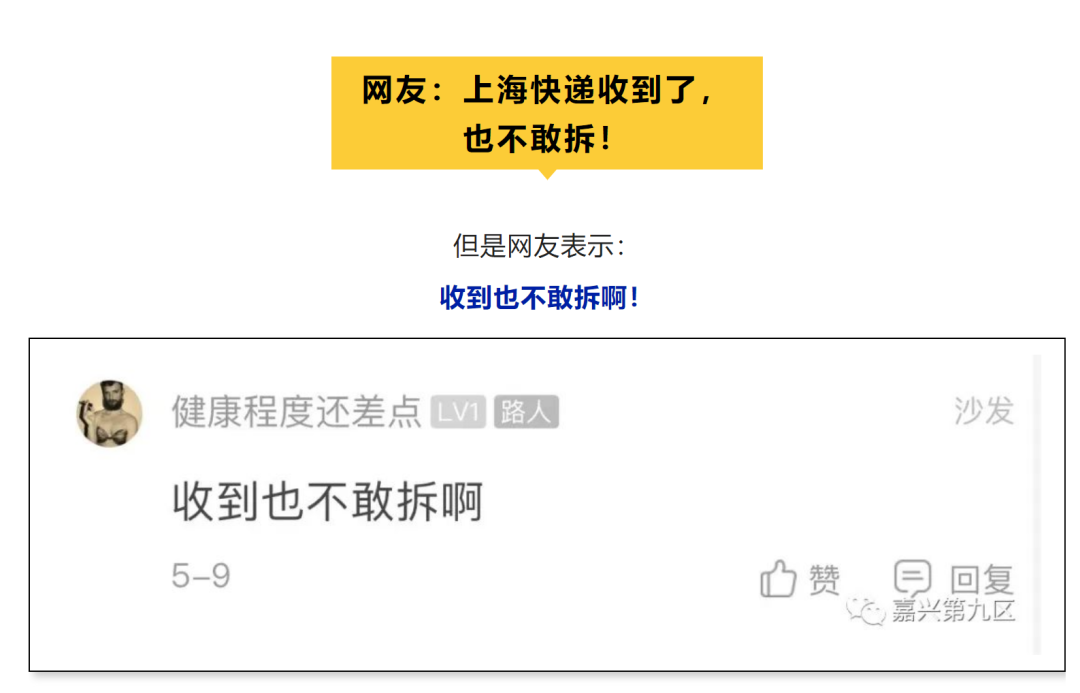 网友：上海快递收到了，
也不敢拆！
但是网友表示：
收到也不敢拆啊！
健康程度还差点 LV1 路人 沙发
收到也不敢拆啊
5-9 赞 回复
嘉兴第九区